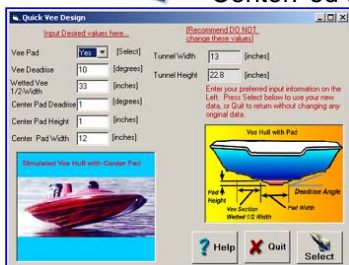 Quick Vee Design
Input Desired values here...
[Recommend DO NOT
change these values]
Vee Pad Yes [Select]
Vee Deadrise 10 [degrees]
Wetted Vee
1/2-Width 33 [inches]
Center Pad Deadrise 1 [degrees]
Center Pad Height 1 [inches]
Center Pad Width 12 [inches]
Tunnel Width 13 [inches]
Tunnel Height 22.8 [inches]
Enter your preferred input information on the
Left. Press Select below to use your new
data, or Quit to return without changing any
original data.
Simulated Vee Hull with Center Pad
Vee Hull with Pad
Pad
Height
Deadrise Angle
Vee Section
Wetted 1/2 Width
Pad Width
? Help
Quit
Select